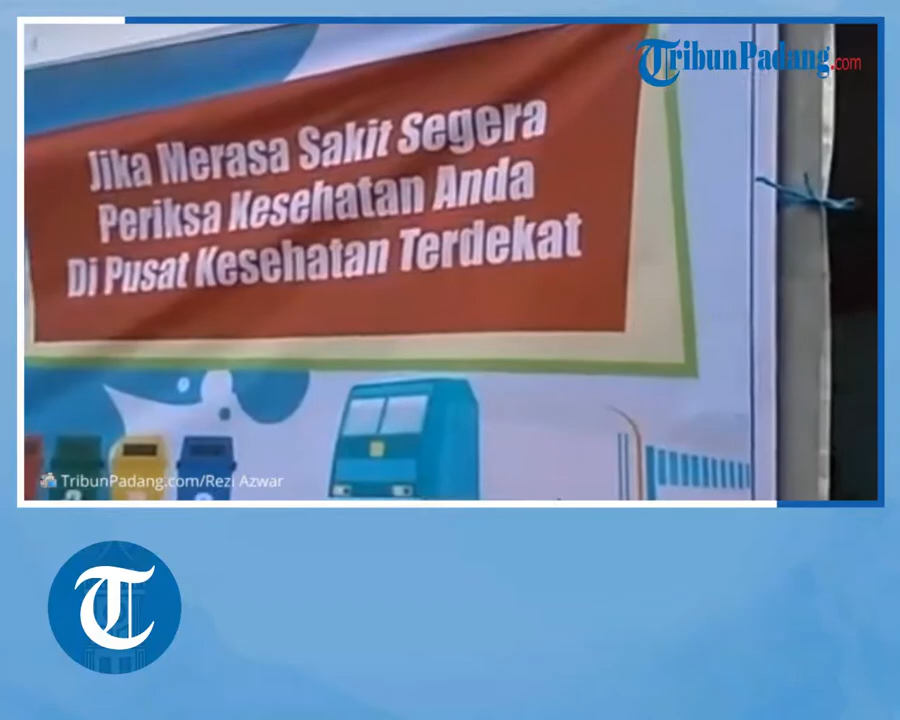 TribunPadang.com
Jika Merasa Sakit Segera
Periksa Kesehatan Anda
Di Pusat Kesehatan Terdekat
TribunPadang.com/Rezi Azwar
T